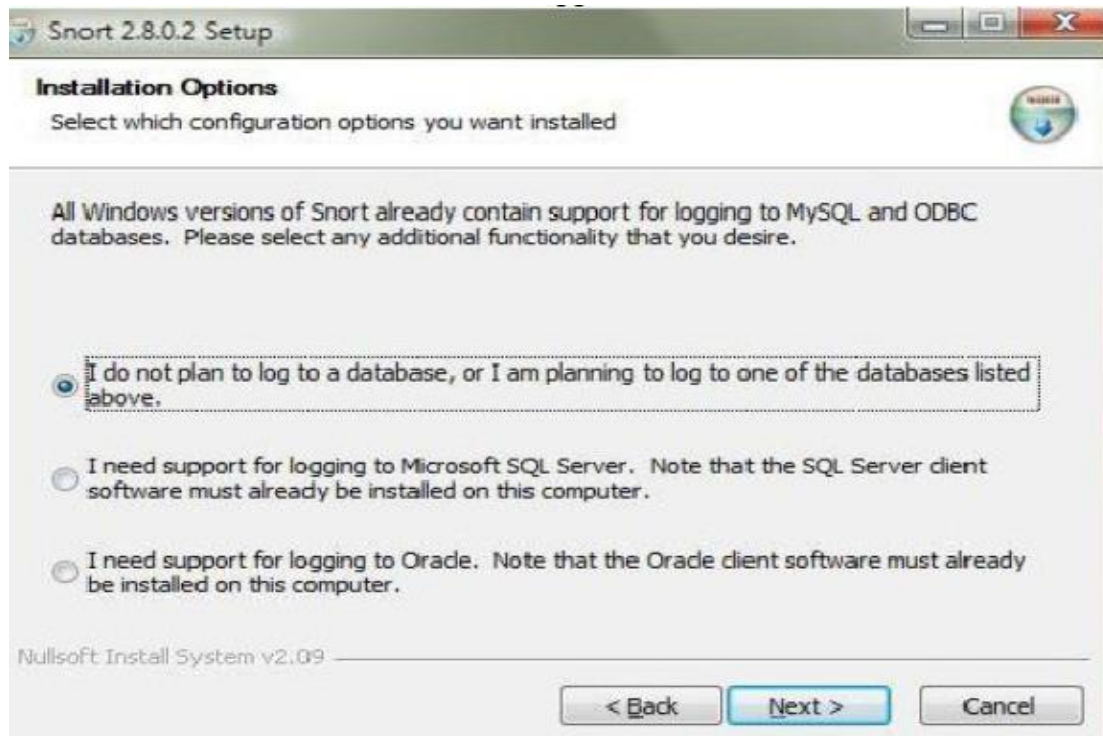 Snort 2.8.0.2 Setup
Installation Options
Select which configuration options you want installed
All Windows versions of Snort already contain support for logging to MySQL and ODBC
databases. Please select any additional functionality that you desire.
I do not plan to log to a database, or I am planning to log to one of the databases listed
above.
I need support for logging to Microsoft SQL Server. Note that the SQL Server client
software must already be installed on this computer.
I need support for logging to Oracle. Note that the Oracle client software must already
be installed on this computer.
Nullsoft Install System v2.09
< Back
Next >
Cancel